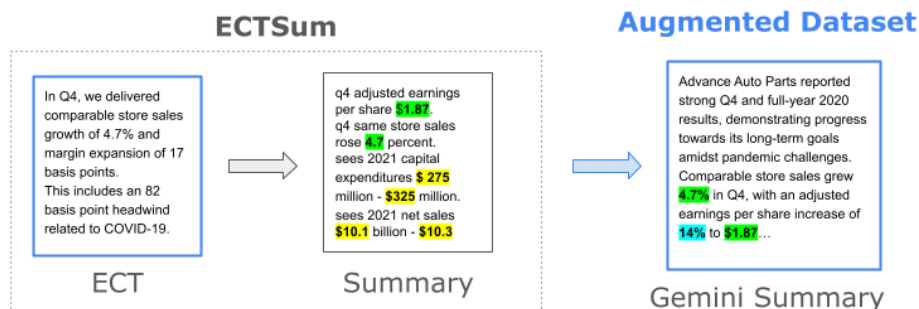 ECTSum
Augmented Dataset
In Q4, we delivered
comparable store sales
growth of 4.7% and
margin expansion of 17
basis points.
This includes an 82
basis point headwind
related to COVID-19.
ECT
q4 adjusted earnings
per share $1.87.
q4 same store sales
rose 4.7 percent.
sees 2021 capital
expenditures $ 275
million - $325 million.
sees 2021 net sales
$10.1 billion - $10.3
Summary
Advance Auto Parts reported
strong Q4 and full-year 2020
results, demonstrating progress
towards its long-term goals
amidst pandemic challenges.
Comparable store sales grew
4.7% in Q4, with an adjusted
earnings per share increase of
14% to $1.87...
Gemini Summary